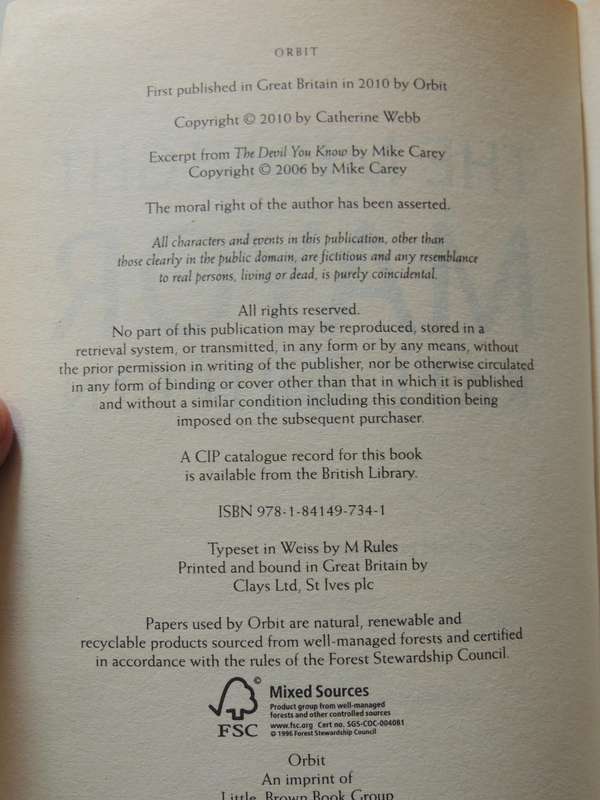 ORBIT
First published in Great Britain in 2010 by Orbit
Copyright © 2010 by Catherine Webb
Excerpt from The Devil You Know by Mike Carey
Copyright © 2006 by Mike Carey
The moral right of the author has been asserted.
All characters and events in this publication, other than
those clearly in the public domain, are fictitious and any resemblance
to real persons, living or dead, is purely coincidental.
All rights reserved.
No part of this publication may be reproduced, stored in a
retrieval system, or transmitted, in any form or by any means, without
the prior permission in writing of the publisher, nor be otherwise circulated
in any form of binding or cover other than that in which it is published
and without a similar condition including this condition being
imposed on the subsequent purchaser.
A CIP catalogue record for this book
is available from the British Library.
ISBN 978-1-84149-734-1
Typeset in Weiss by M Rules
Printed and bound in Great Britain by
Clays Ltd, St Ives plc
Papers used by Orbit are natural, renewable and
recyclable products sourced from well-managed forests and certified
in accordance with the rules of the Forest Stewardship Council.
©
FSC
Mixed Sources
Product group from well-managed
forests and other controlled sources
www.fsc.org Cert no. SGS-COC-004081
© 1996 Forest Stewardship Council
Orbit
An imprint of
Little, Brown Book Group